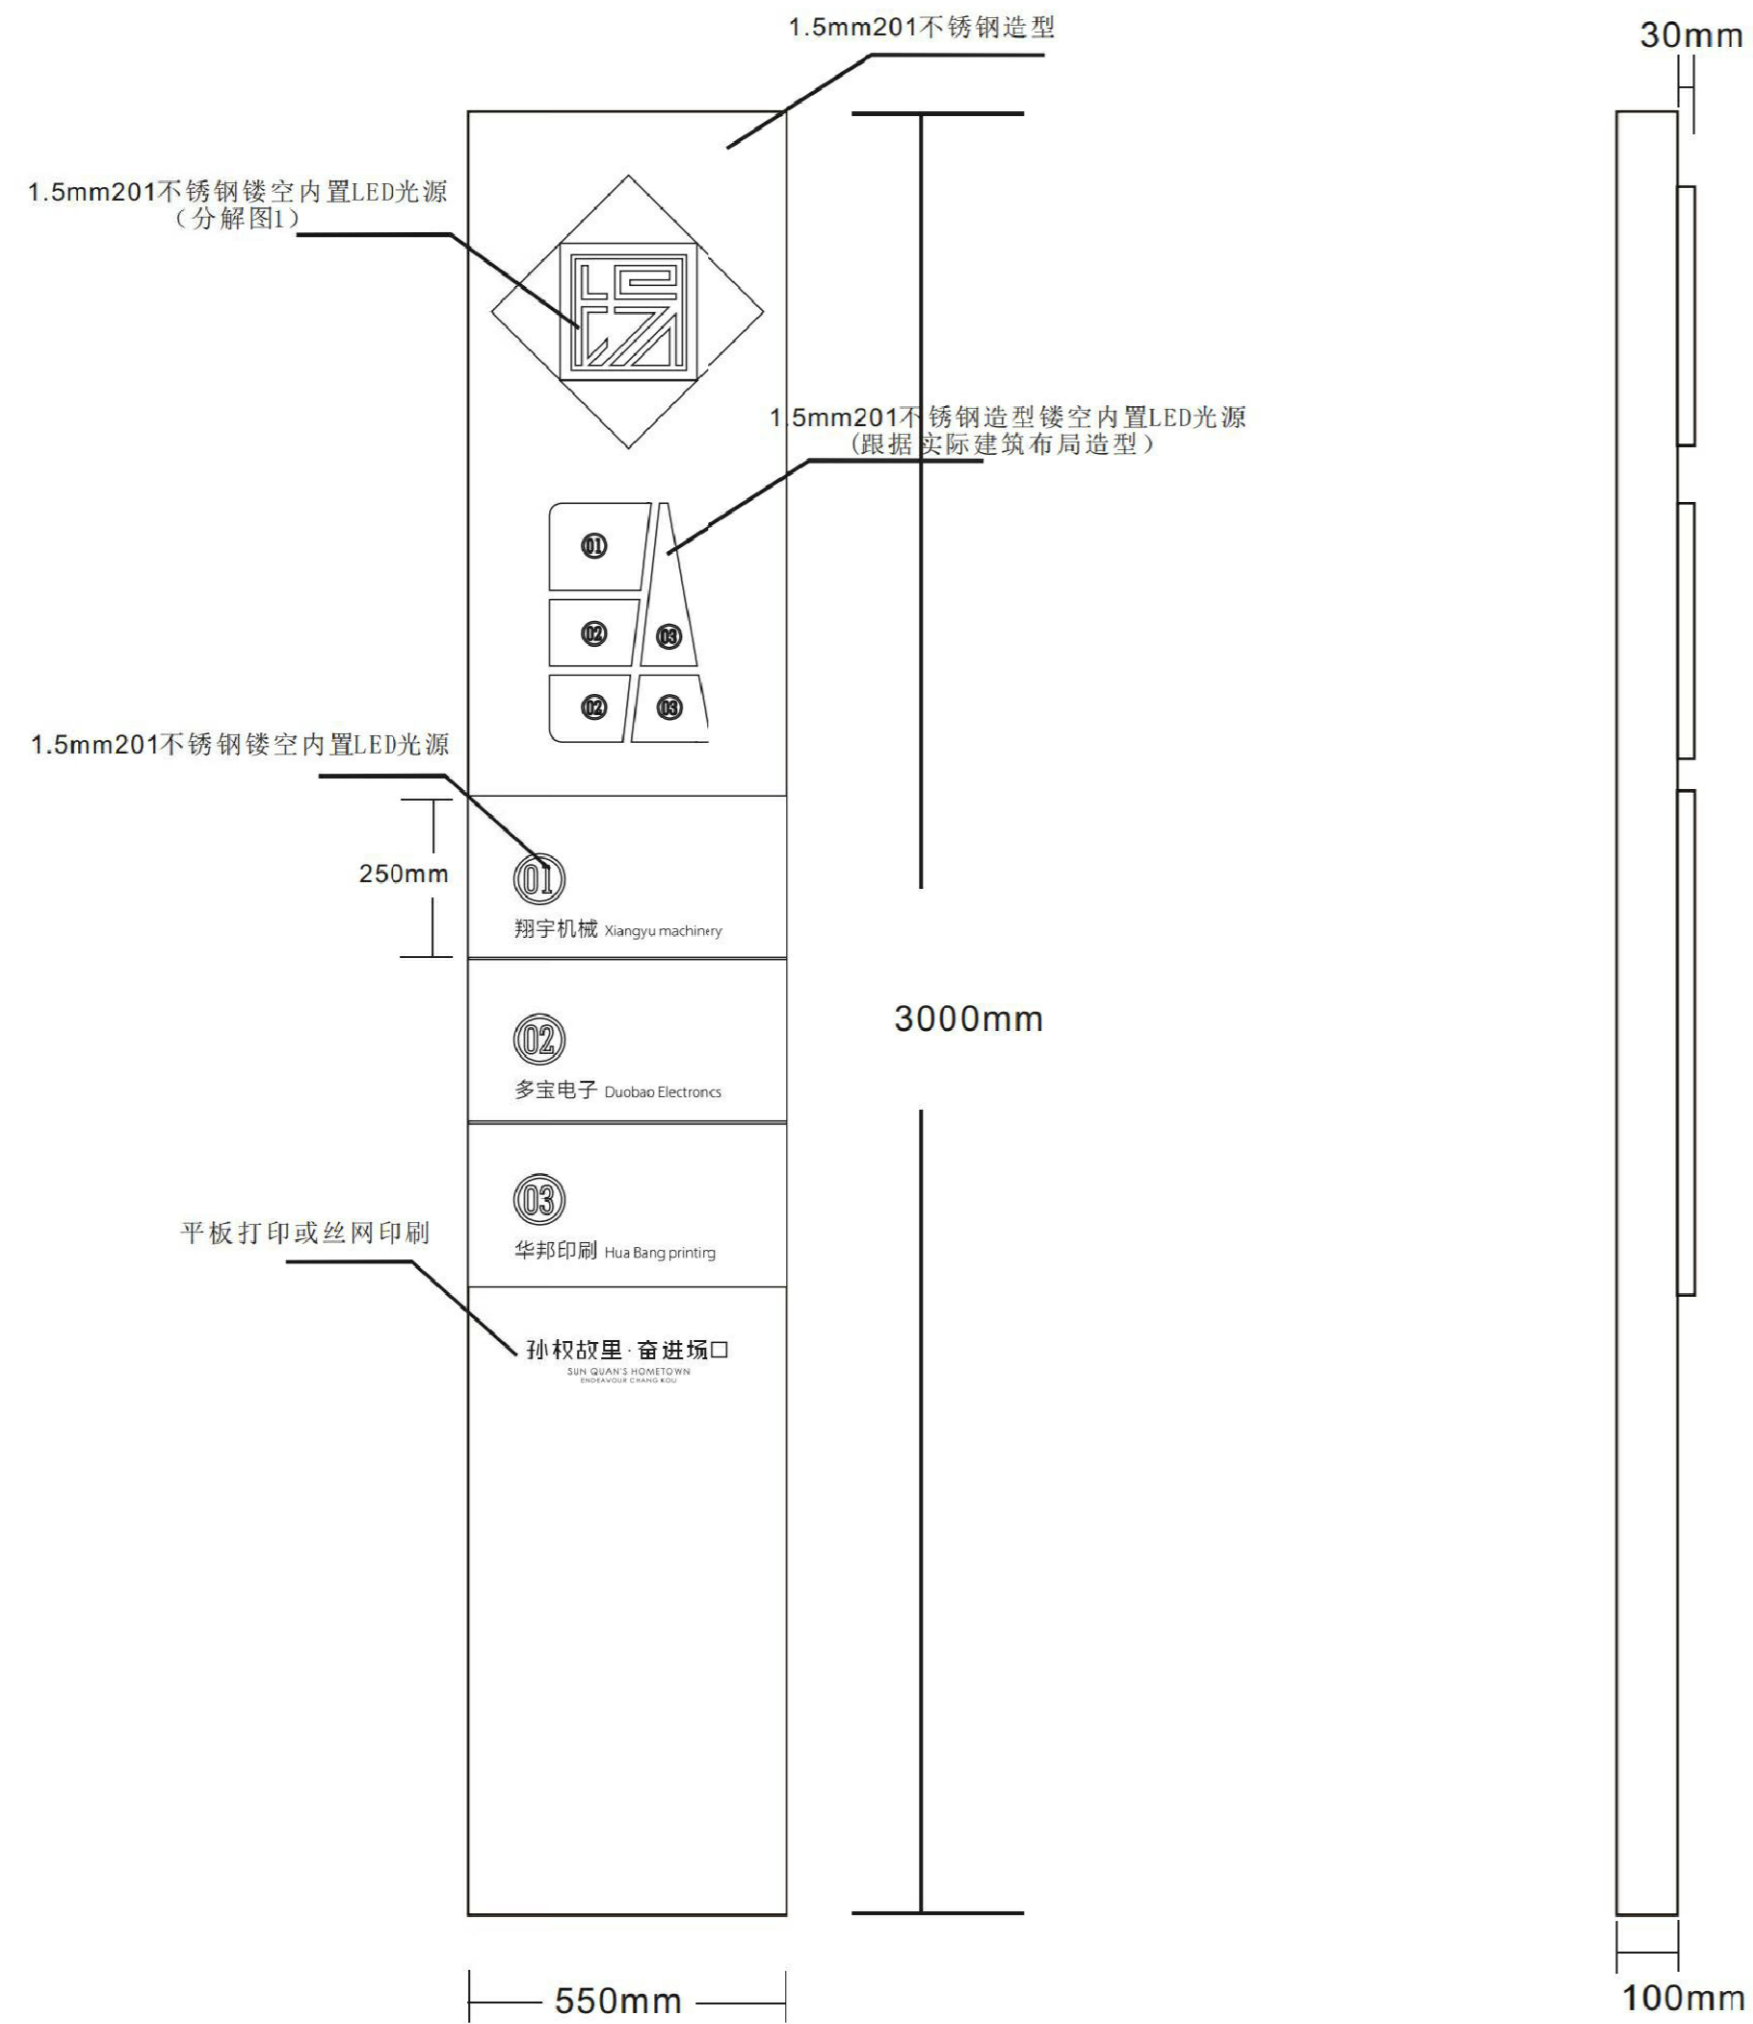 1.5mm201不锈钢造型
30mm
1.5mm201不锈钢镂空内置LED光源
（分解图1）
1.5mm201不锈钢造型镂空内置LED光源
(跟据实际建筑布局造型）
01
02
03
02
03
1.5mm201不锈钢镂空内置LED光源
250mm
01
翔宇机械 Xiangyu machinery
02
多宝电子 Duobao Electroncs
3000mm
03
华邦印刷 Hua Bang printing
平板打印或丝网印刷
孙权故里·奋进场口
SUN QUAN'S HOMETOWN
ENDEAVOUR CHANG KOU
550mm
100mm